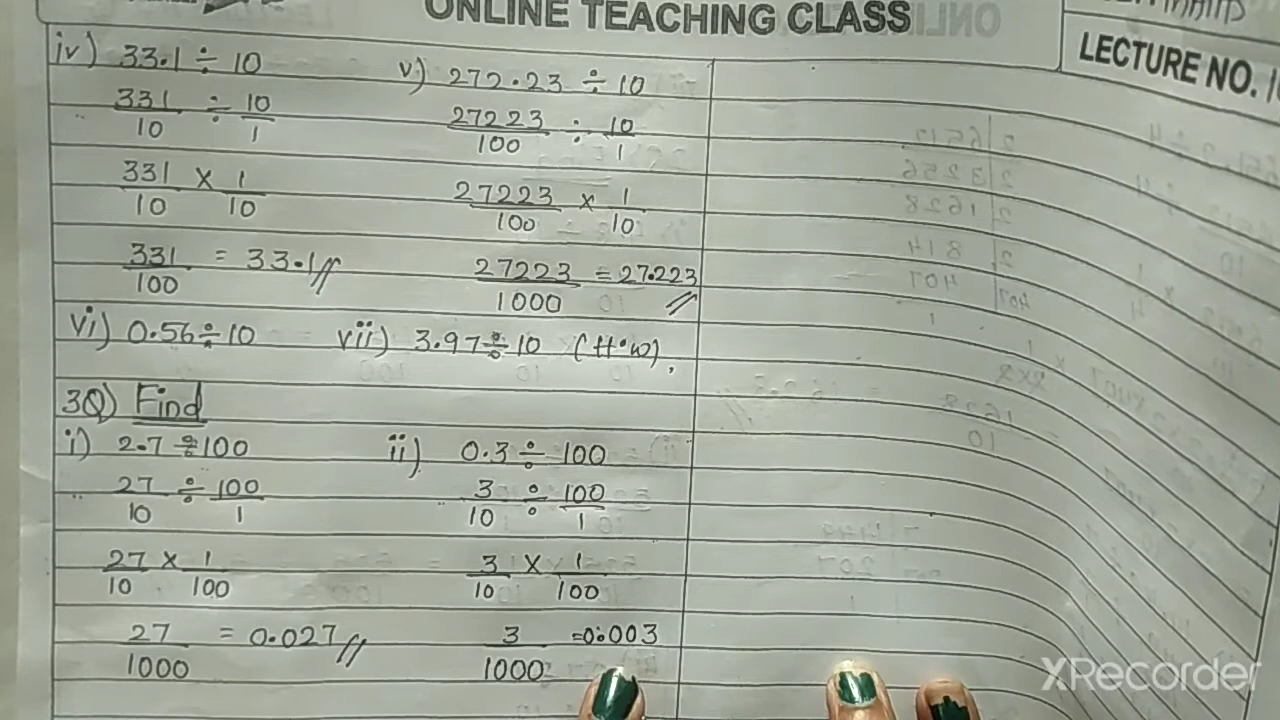 ONLINE TEACHING CLASS
LECTURE NO.
iv) 33.1 ÷ 10
331/10 ÷ 10/1
331/10 × 1/10
331/100 = 33.1//
v) 272.23 ÷ 10
27223/100 ÷ 10/1
27223/100 × 1/10
27223/1000 = 27.223//
vi) 0.56 ÷ 10 vii) 3.97 ÷ 10 (H.W).
3Q) Find
i) 2.7 ÷ 100
27/10 ÷ 100/1
27/10 × 1/100
27/1000 = 0.027//
ii) 0.3 ÷ 100
3/10 ÷ 100/1
3/10 × 1/100
3/1000 = 0.003
XRecorder